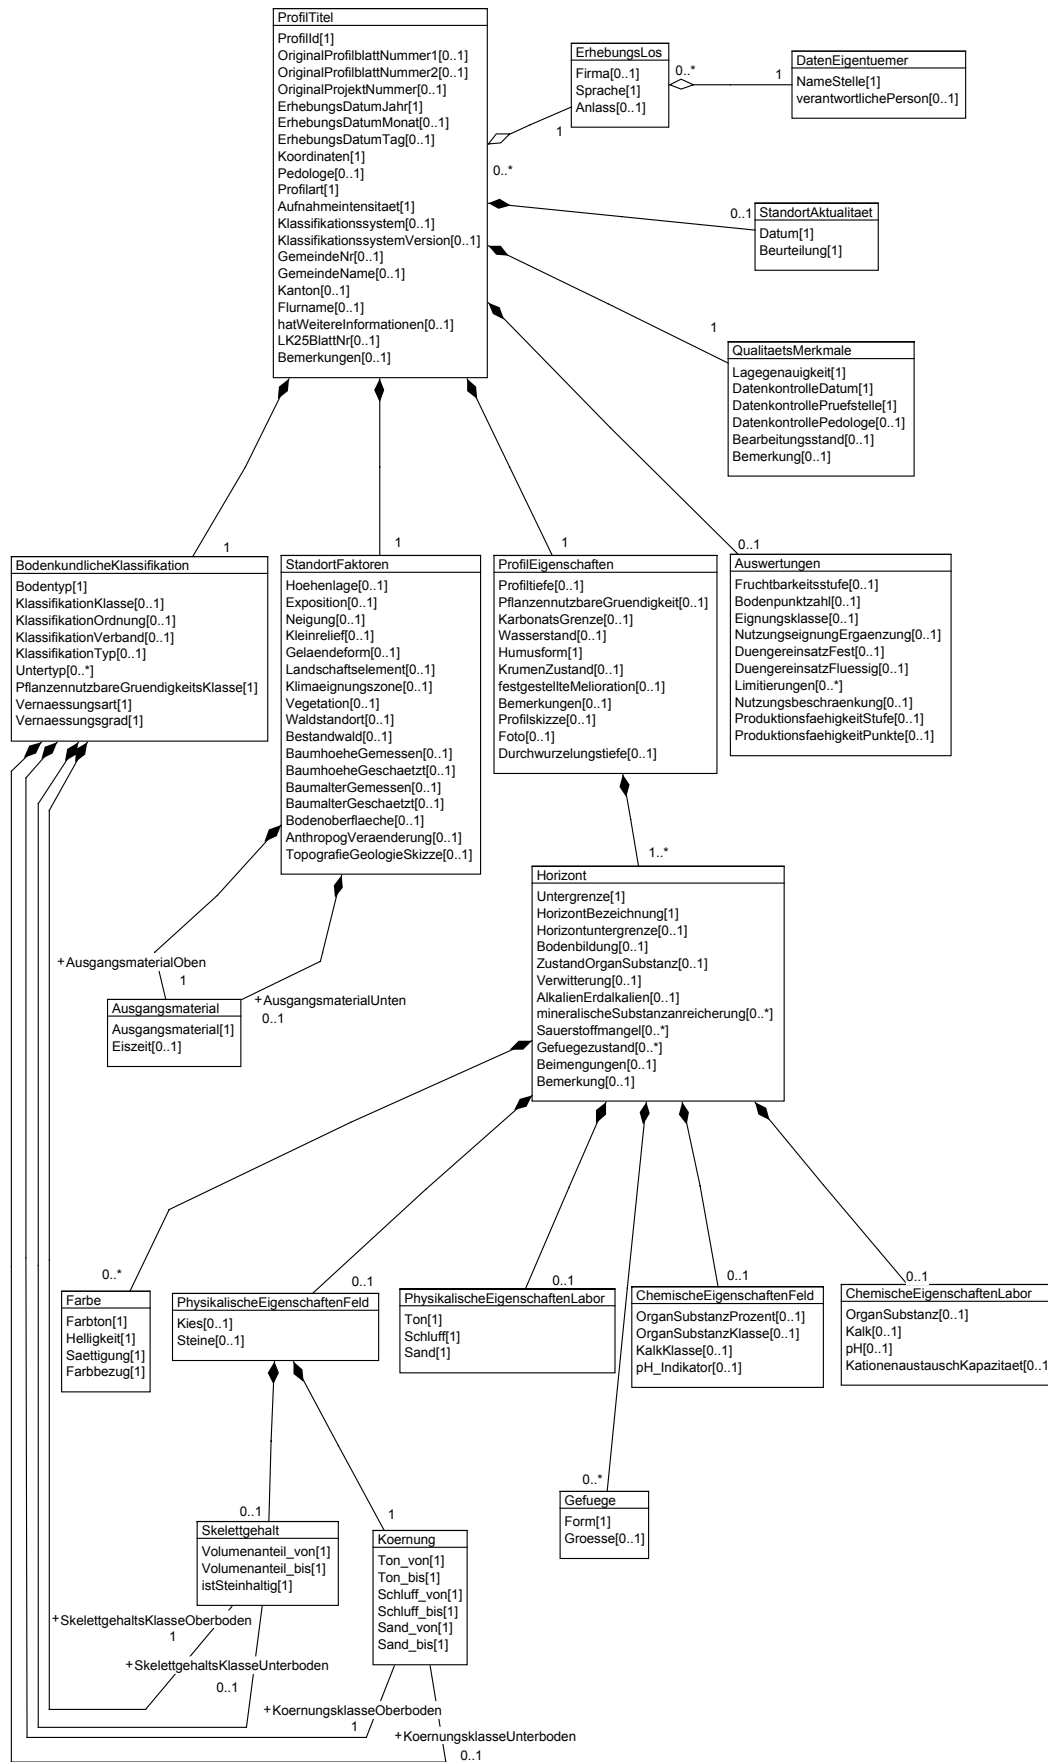 ProfilTitel
ProfilId[1]
OriginalProfilblattNummer1[0..1]
OriginalProfilblattNummer2[0..1]
OriginalProjektNummer[0..1]
ErhebungsDatumJahr[1]
ErhebungsDatumMonat[0..1]
ErhebungsDatumTag[0..1]
Koordinaten[1]
Pedologe[0..1]
Profilart[1]
Aufnahmeintensitaet[1]
Klassifikationssystem[0..1]
KlassifikationssystemVersion[0..1]
GemeindeNr[0..1]
GemeindeName[0..1]
Kanton[0..1]
Flurname[0..1]
hatWeitereInformationen[0..1]
LK25BlattNr[0..1]
Bemerkungen[0..1]
ErhebungsLos
Firma[0..1]
Sprache[1]
Anlass[0..1]
0..*
1
DatenEigentuemer
NameStelle[1]
verantwortlichePerson[0..1]
1
0..*
0..1
StandortAktualitaet
Datum[1]
Beurteilung[1]
1
QualitaetsMerkmale
Lagegenauigkeit[1]
DatenkontrolleDatum[1]
DatenkontrollePruefstelle[1]
DatenkontrollePedologe[0..1]
Bearbeitungsstand[0..1]
Bemerkung[0..1]
1
BodenkundlicheKlassifikation
Bodentyp[1]
KlassifikationKlasse[0..1]
KlassifikationOrdnung[0..1]
KlassifikationVerband[0..1]
KlassifikationTyp[0..1]
Untertyp[0..*]
PflanzennutzbareGruendigkeitsKlasse[1]
Vernaessungsart[1]
Vernaessungsgrad[1]
1
StandortFaktoren
Hoehenlage[0..1]
Exposition[0..1]
Neigung[0..1]
Kleinrelief[0..1]
Gelaendeform[0..1]
Landschaftselement[0..1]
Klimaeignungszone[0..1]
Vegetation[0..1]
Waldstandort[0..1]
Bestandwald[0..1]
BaumhoeheGemessen[0..1]
BaumhoeheGeschaetzt[0..1]
BaumalterGemessen[0..1]
BaumalterGeschaetzt[0..1]
Bodenoberflaeche[0..1]
AnthropogVeraenderung[0..1]
TopografieGeologieSkizze[0..1]
1
ProfilEigenschaften
Profiltiefe[0..1]
PflanzennutzbareGruendigkeit[0..1]
KarbonatsGrenze[0..1]
Wasserstand[0..1]
Humusform[1]
KrumenZustand[0..1]
festgestellteMelioration[0..1]
Bemerkungen[0..1]
Profilskizze[0..1]
Foto[0..1]
Durchwurzelungstiefe[0..1]
0..1
Auswertungen
Fruchtbarkeitsstufe[0..1]
Bodenpunktzahl[0..1]
Eignungsklasse[0..1]
NutzungseignungErgaenzung[0..1]
DuengereinsatzFest[0..1]
DuengereinsatzFluessig[0..1]
Limitierungen[0..*]
Nutzungsbeschraenkung[0..1]
ProduktionsfaehigkeitStufe[0..1]
ProduktionsfaehigkeitPunkte[0..1]
1..*
Horizont
Untergrenze[1]
HorizontBezeichnung[1]
Horizontuntergrenze[0..1]
Bodenbildung[0..1]
ZustandOrganSubstanz[0..1]
Verwitterung[0..1]
AlkalienErdalkalien[0..1]
mineralischeSubstanzanreicherung[0..*]
Sauerstoffmangel[0..*]
Gefuegezustand[0..*]
Beimengungen[0..1]
Bemerkung[0..1]
+AusgangsmaterialOben
1
+AusgangsmaterialUnten
0..1
Ausgangsmaterial
Ausgangsmaterial[1]
Eiszeit[0..1]
0..*
Farbe
Farbton[1]
Helligkeit[1]
Saettigung[1]
Farbbezug[1]
0..1
PhysikalischeEigenschaftenFeld
Kies[0..1]
Steine[0..1]
0..1
PhysikalischeEigenschaftenLabor
Ton[1]
Schluff[1]
Sand[1]
0..1
ChemischeEigenschaftenFeld
OrganSubstanzProzent[0..1]
OrganSubstanzKlasse[0..1]
KalkKlasse[0..1]
pH_Indikator[0..1]
0..1
ChemischeEigenschaftenLabor
OrganSubstanz[0..1]
Kalk[0..1]
pH[0..1]
KationenaustauschKapazitaet[0..1]
0..*
Gefuege
Form[1]
Groesse[0..1]
0..1
Skelettgehalt
Volumenanteil_von[1]
Volumenanteil_bis[1]
istSteinhaltig[1]
1
Koernung
Ton_von[1]
Ton_bis[1]
Schluff_von[1]
Schluff_bis[1]
Sand_von[1]
Sand_bis[1]
+SkelettgehaltsKlasseOberboden
1
+SkelettgehaltsKlasseUnterboden
0..1
+KoernungsklasseOberboden
1
+KoernungsklasseUnterboden
0..1